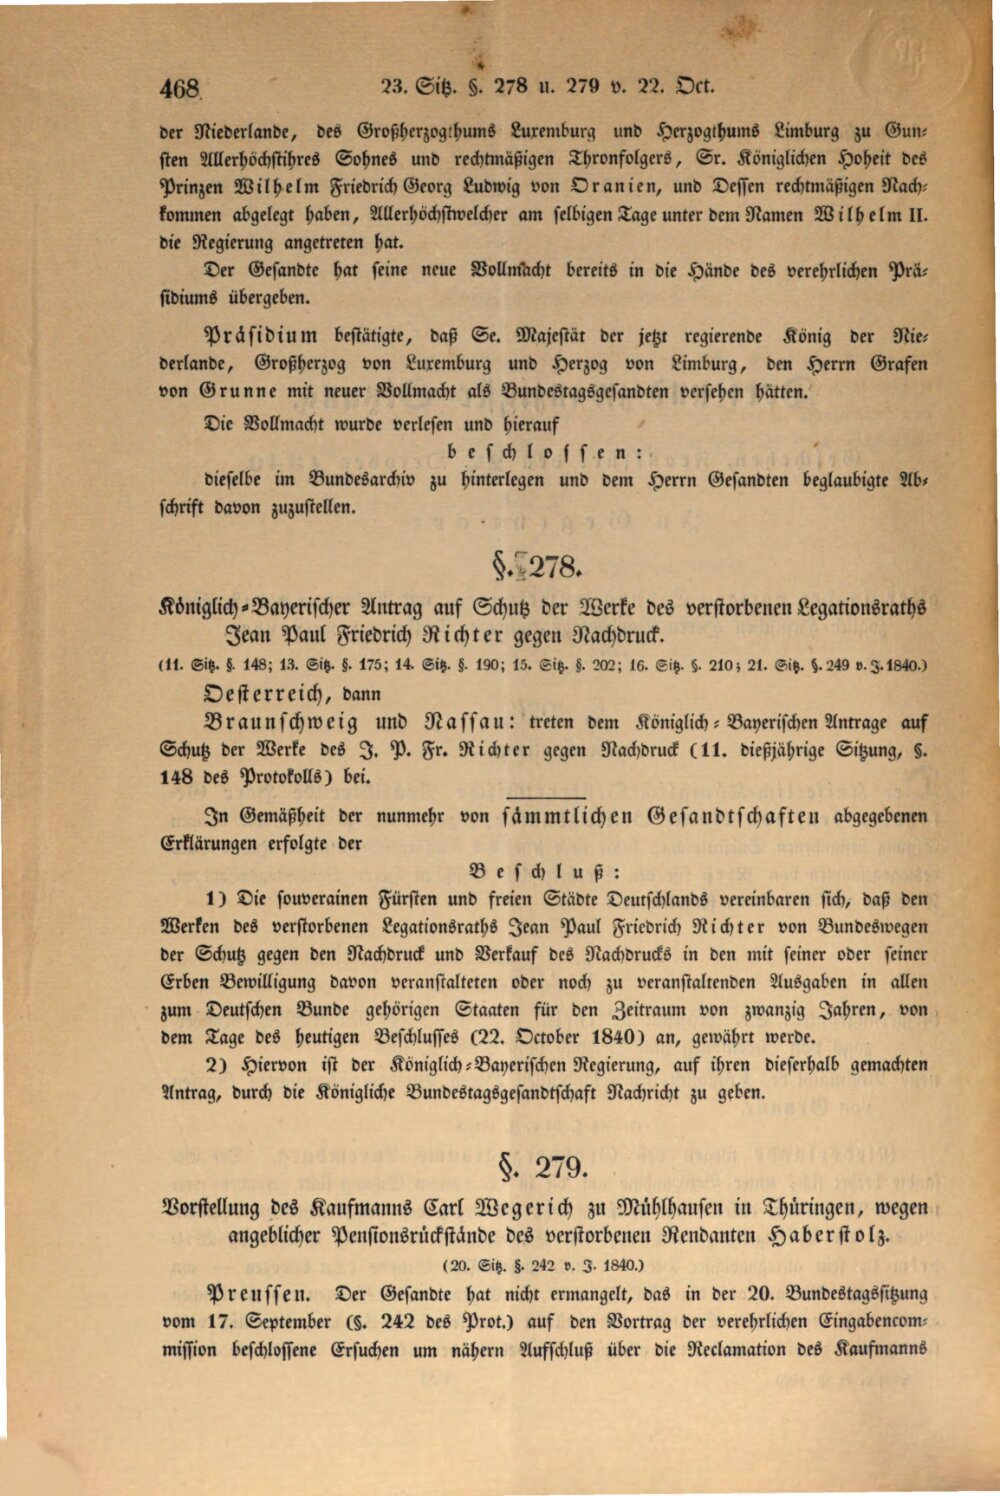 468
23. Sitz. §. 278 u. 279 v. 22. Oct.
der Niederlande, des Großherzogthums Luxemburg und Herzogthums Limburg zu Gun-
sten Allerhöchstihres Sohnes und rechtmäßigen Thronfolgers, Sr. Königlichen Hoheit des
Prinzen Wilhelm Friedrich Georg Ludwig von Oranien, und Dessen rechtmäßigen Nach-
kommen abgelegt haben, Allerhöchstwelcher am selbigen Tage unter dem Namen Wilhelm II.
die Regierung angetreten hat.
Der Gesandte hat seine neue Vollmacht bereits in die Hände des verehrlichen Prä-
sidiums übergeben.
Präsidium bestätigte, daß Se. Majestät der jetzt regierende König der Nie-
derlande, Großherzog von Luxemburg und Herzog von Limburg, den Herrn Grafen
von Grunne mit neuer Vollmacht als Bundestagsgesandten versehen hätten.
Die Vollmacht wurde verlesen und hierauf
beschlossen:
dieselbe im Bundesarchiv zu hinterlegen und dem Herrn Gesandten beglaubigte Ab-
schrift davon zuzustellen.
§. 278.
Königlich-Bayerischer Antrag auf Schutz der Werke des verstorbenen Legationsraths
Jean Paul Friedrich Richter gegen Nachdruck.
(11. Sitz. §. 148; 13. Sitz. §. 175; 14. Sitz. §. 190; 15. Sitz. §. 202; 16. Sitz. §. 210; 21. Sitz. §. 249 v. J. 1840.)
Oesterreich, dann
Braunschweig und Nassau: treten dem Königlich-Bayerischen Antrage auf
Schutz der Werke des J. P. Fr. Richter gegen Nachdruck (11. dießjährige Sitzung, §.
148 des Protokolls) bei.
In Gemäßheit der nunmehr von sämmtlichen Gesandtschaften abgegebenen
Erklärungen erfolgte der
Beschluß:
1) Die souverainen Fürsten und freien Städte Deutschlands vereinbaren sich, daß den
Werken des verstorbenen Legationsraths Jean Paul Friedrich Richter von Bundeswegen
der Schutz gegen den Nachdruck und Verkauf des Nachdrucks in den mit seiner oder seiner
Erben Bewilligung davon veranstalteten oder noch zu veranstaltenden Ausgaben in allen
zum Deutschen Bunde gehörigen Staaten für den Zeitraum von zwanzig Jahren, von
dem Tage des heutigen Beschlusses (22. October 1840) an, gewährt werde.
2) Hiervon ist der Königlich-Bayerischen Regierung, auf ihren dieserhalb gemachten
Antrag, durch die Königliche Bundestagsgesandtschaft Nachricht zu geben.
§. 279.
Vorstellung des Kaufmanns Carl Wegerich zu Mühlhausen in Thüringen, wegen
angeblicher Pensionsrückstände des verstorbenen Rendanten Haberstolz.
(20. Sitz. §. 242 v. J. 1840.)
Preussen. Der Gesandte hat nicht ermangelt, das in der 20. Bundestagssitzung
vom 17. September (§. 242 des Prot.) auf den Vortrag der verehrlichen Eingabencom-
mission beschlossene Ersuchen um nähern Aufschluß über die Reclamation des Kaufmanns